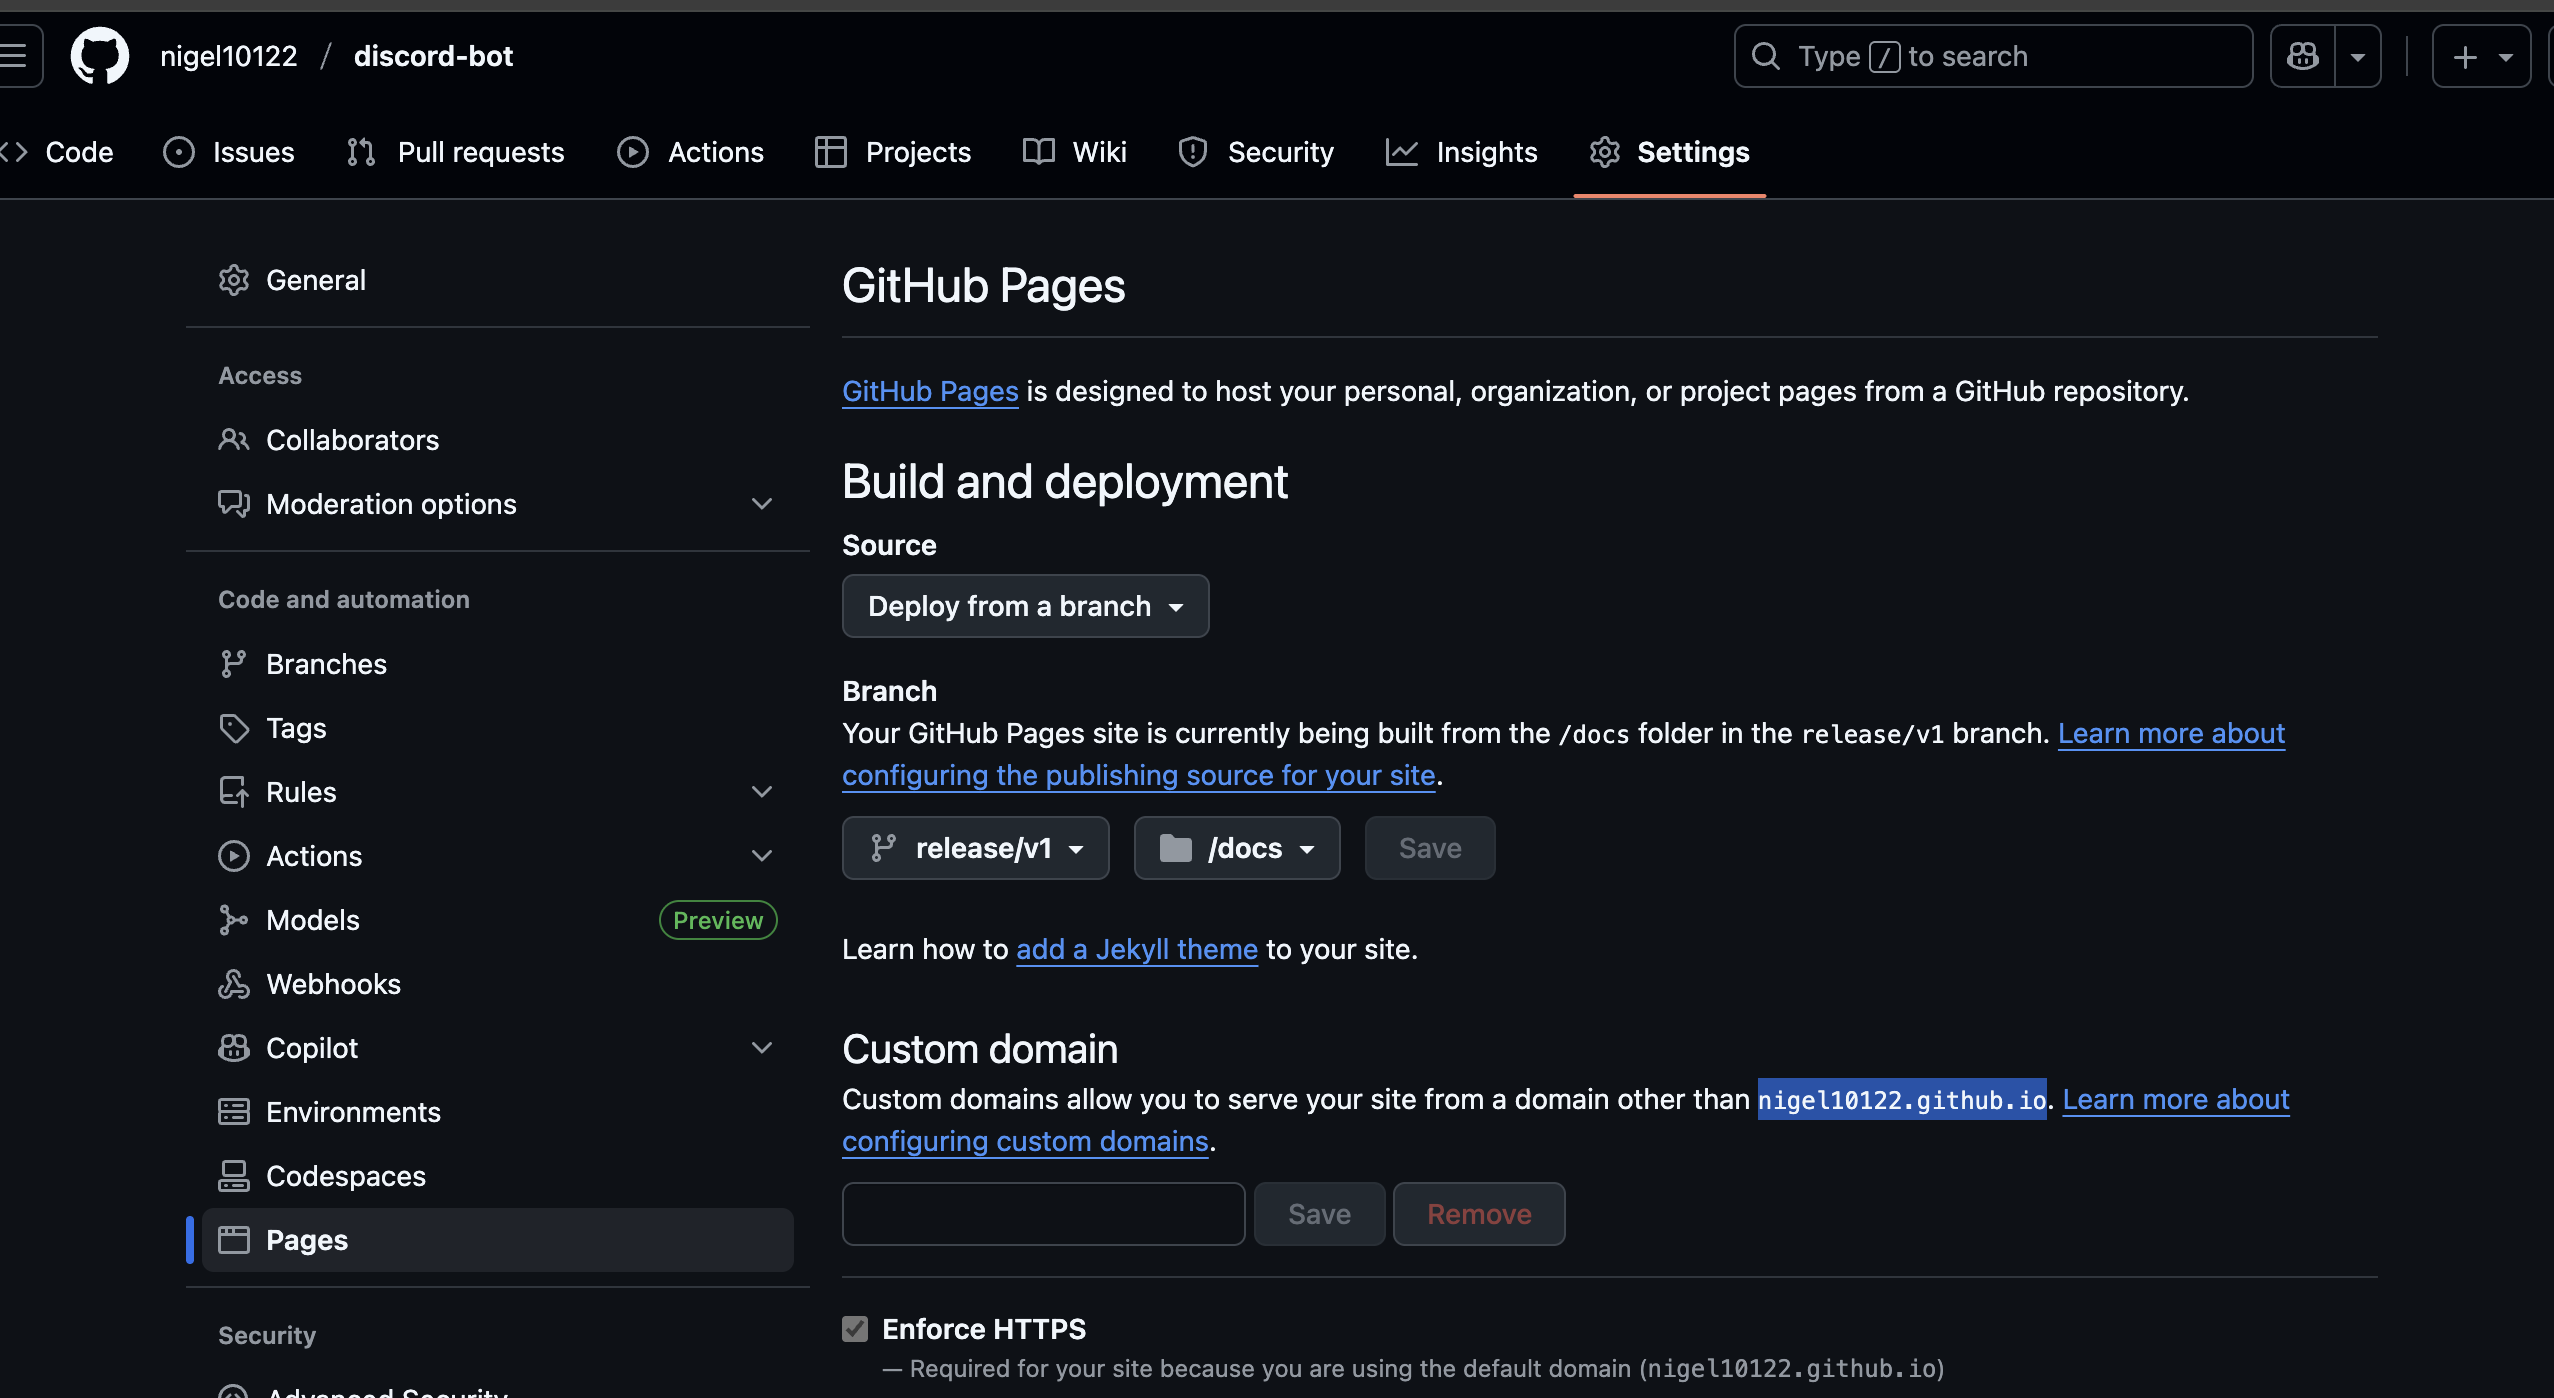 nigel10122 / discord-bot
Type / to search
Code Issues Pull requests Actions Projects Wiki Security Insights Settings
General
Access
Collaborators
Moderation options
Code and automation
Branches
Tags
Rules
Actions
Models Preview
Webhooks
Copilot
Environments
Codespaces
Pages
Security
Advanced Security
GitHub Pages
GitHub Pages is designed to host your personal, organization, or project pages from a GitHub repository.
Build and deployment
Source
Deploy from a branch
Branch
Your GitHub Pages site is currently being built from the /docs folder in the release/v1 branch. Learn more about
configuring the publishing source for your site.
release/v1 /docs Save
Learn how to add a Jekyll theme to your site.
Custom domain
Custom domains allow you to serve your site from a domain other than nigel10122.github.io. Learn more about
configuring custom domains.
Save Remove
Enforce HTTPS
— Required for your site because you are using the default domain (nigel10122.github.io)